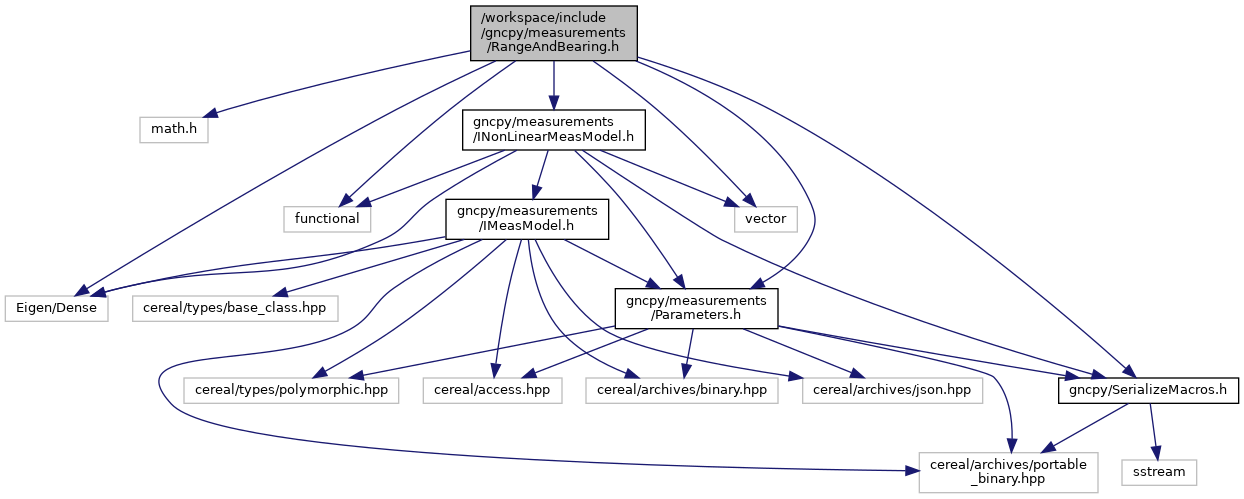 /workspace/include
/gncpy/measurements
/RangeAndBearing.h
math.h
gncpy/measurements
/INonLinearMeasModel.h
functional
gncpy/measurements
/IMeasModel.h
vector
Eigen/Dense
cereal/types/base_class.hpp
gncpy/measurements
/Parameters.h
cereal/types/polymorphic.hpp
cereal/access.hpp
cereal/archives/binary.hpp
cereal/archives/json.hpp
gncpy/SerializeMacros.h
cereal/archives/portable
_binary.hpp
sstream